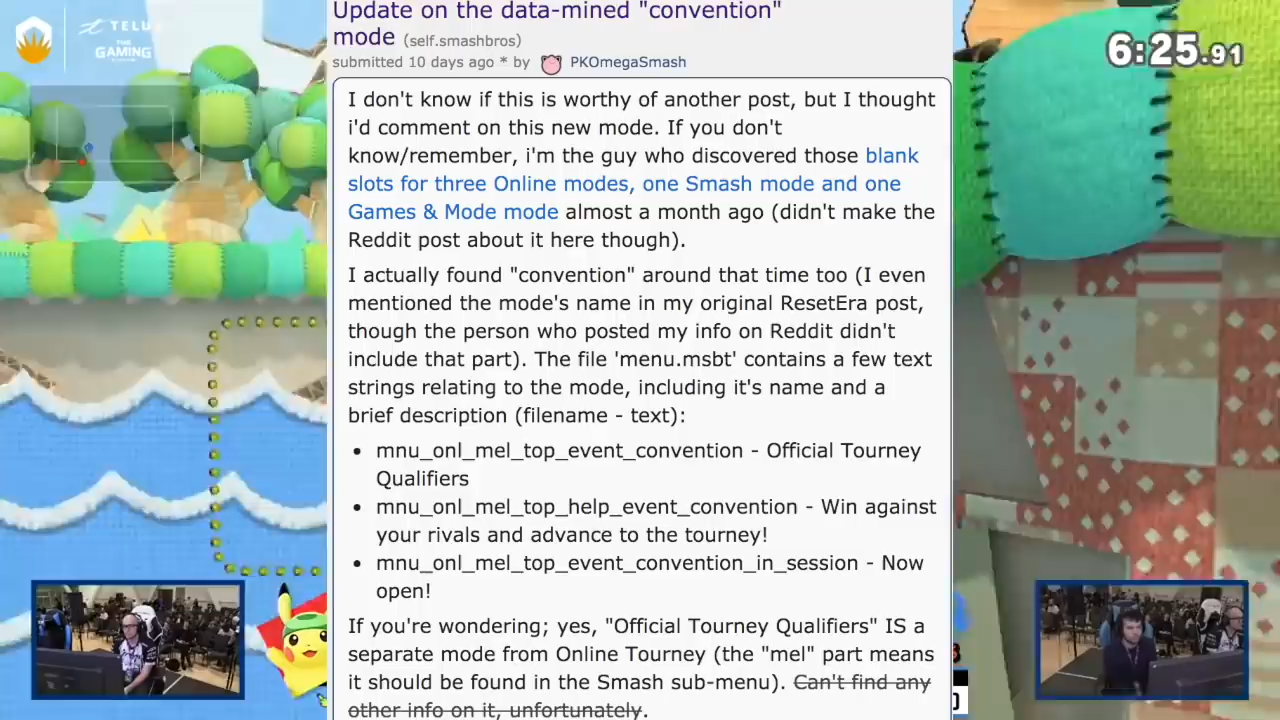 Update on the data-mined "convention"
mode (self.smashbros)
submitted 10 days ago * by PKOmegaSmash
I don't know if this is worthy of another post, but I thought
i'd comment on this new mode. If you don't
know/remember, i'm the guy who discovered those blank
slots for three Online modes, one Smash mode and one
Games & Mode mode almost a month ago (didn't make the
Reddit post about it here though).
I actually found "convention" around that time too (I even
mentioned the mode's name in my original ResetEra post,
though the person who posted my info on Reddit didn't
include that part). The file 'menu.msbt' contains a few text
strings relating to the mode, including it's name and a
brief description (filename - text):
• mnu_onl_mel_top_event_convention - Official Tourney
Qualifiers
• mnu_onl_mel_top_help_event_convention - Win against
your rivals and advance to the tourney!
• mnu_onl_mel_top_event_convention_in_session - Now
open!
If you're wondering; yes, "Official Tourney Qualifiers" IS a
separate mode from Online Tourney (the "mel" part means
it should be found in the Smash sub-menu). Can't find any
other info on it, unfortunately.
TELU
THE
GAMING
6:25.91